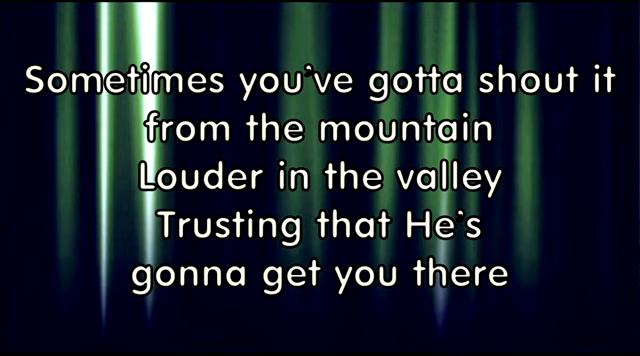 Sometimes you've gotta shout it
from the mountain
Louder in the valley
Trusting that He's
gonna get you there